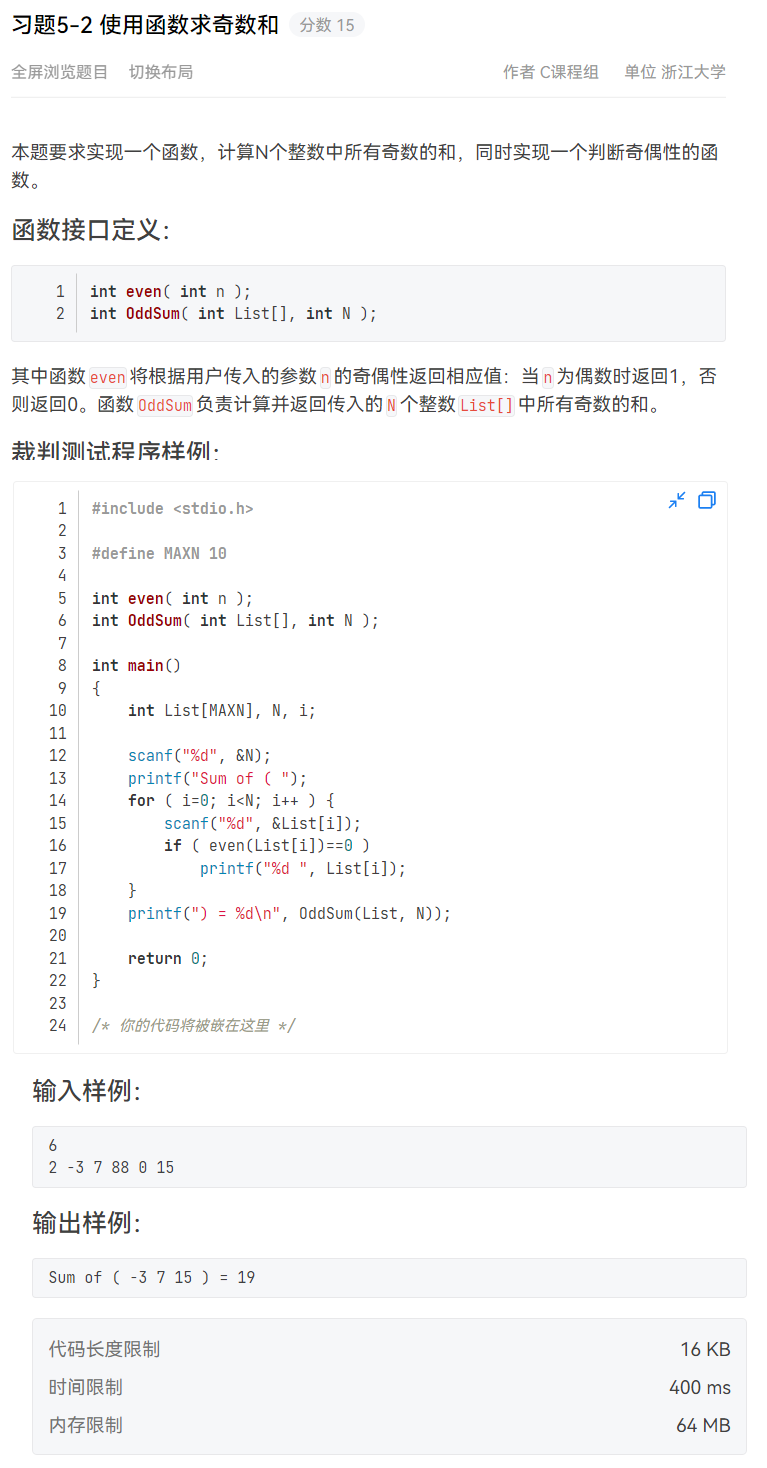 习题5-2 使用函数求奇数和 分数 15
全屏浏览题目 切换布局 作者 C课程组 单位 浙江大学
本题要求实现一个函数，计算N个整数中所有奇数的和，同时实现一个判断奇偶性的函
数。
函数接口定义：
1 int even( int n );
2 int OddSum( int List[], int N );
其中函数even将根据用户传入的参数n的奇偶性返回相应值：当n为偶数时返回1，否
则返回0。函数OddSum负责计算并返回传入的N个整数List[]中所有奇数的和。
裁判测试程序样例：
1 #include <stdio.h>
2
3 #define MAXN 10
4
5 int even( int n );
6 int OddSum( int List[], int N );
7
8 int main()
9 {
10     int List[MAXN], N, i;
11
12     scanf("%d", &N);
13     printf("Sum of ( ");
14     for ( i=0; i<N; i++ ) {
15         scanf("%d", &List[i]);
16         if ( even(List[i])==0 )
17             printf("%d ", List[i]);
18     }
19     printf(") = %d\n", OddSum(List, N));
20
21     return 0;
22 }
23
24 /* 你的代码将被嵌在这里 */
输入样例：
6
2 -3 7 88 0 15
输出样例：
Sum of ( -3 7 15 ) = 19
代码长度限制 16 KB
时间限制 400 ms
内存限制 64 MB